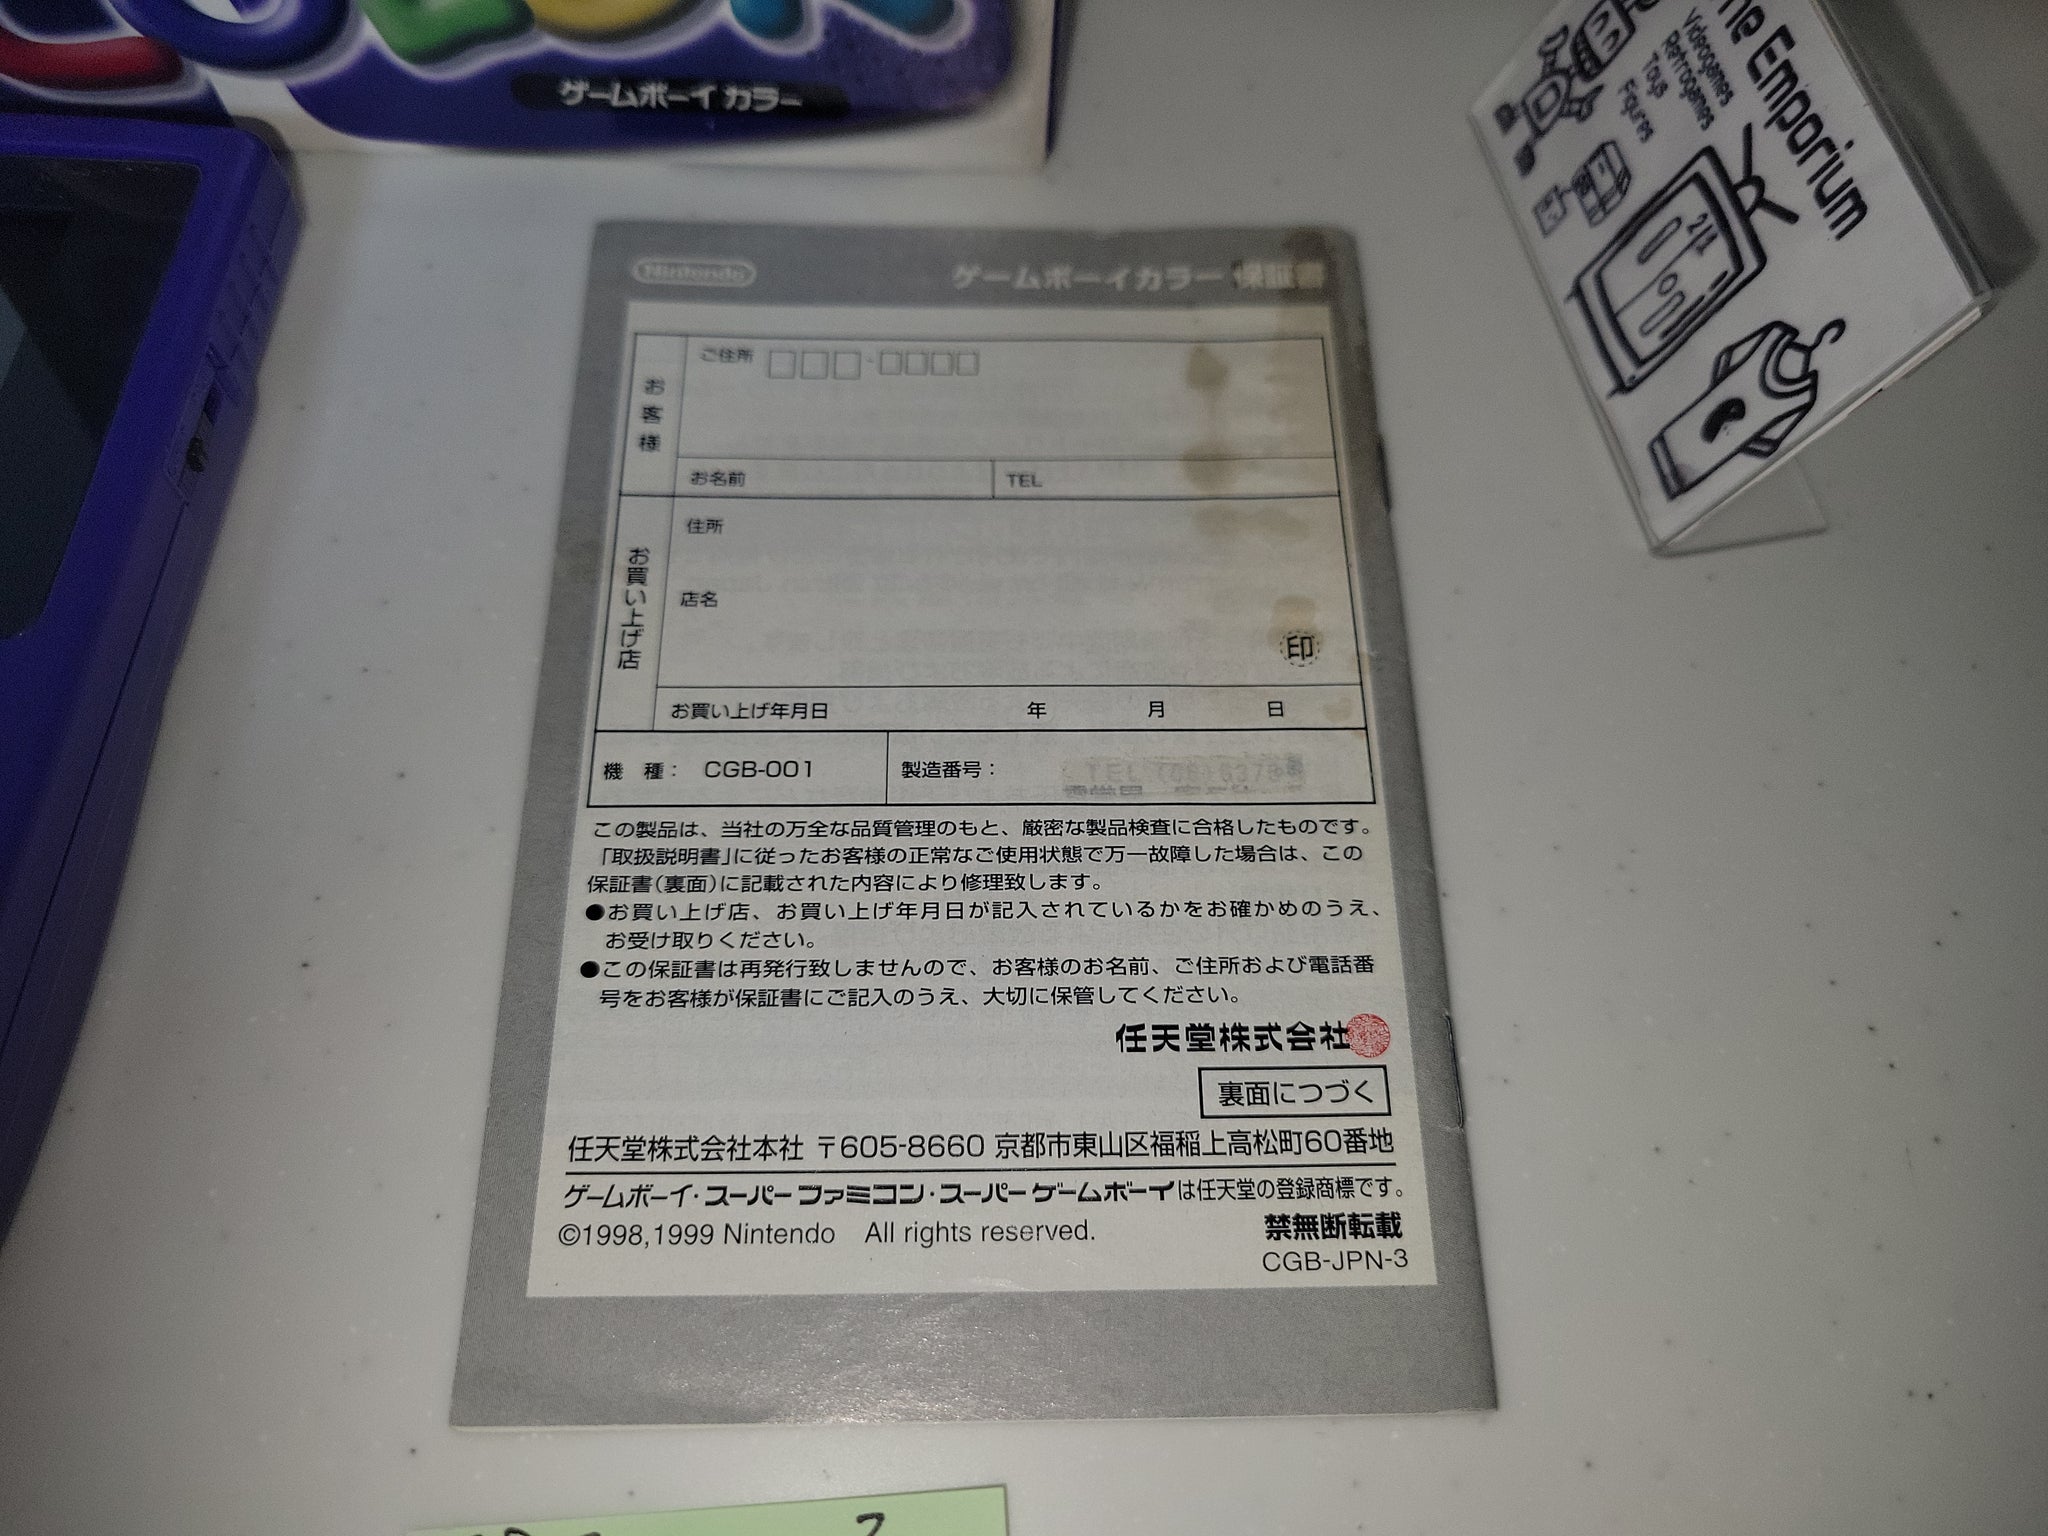 ゲームボーイカラー
The Emporium
Videogames
Retrogames
Toys
Figures
Nintendo
ゲームボーイカラー 保証書
お客様
ご住所 □□□-□□□□
お名前
TEL
お買い上げ店
住所
店名
印
お買い上げ年月日 年 月 日
機 種： CGB-001
製造番号：
TEL (06) 6376
この製品は、当社の万全な品質管理のもと、厳密な製品検査に合格したものです。
「取扱説明書」に従ったお客様の正常なご使用状態で万一故障した場合は、この
保証書(裏面)に記載された内容により修理致します。
●お買い上げ店、お買い上げ年月日が記入されているかをお確かめのうえ、
お受け取りください。
●この保証書は再発行致しませんので、お客様のお名前、ご住所および電話番
号をお客様が保証書にご記入のうえ、大切に保管してください。
任天堂株式会社
裏面につづく
任天堂株式会社本社 〒605-8660 京都市東山区福稲上高松町60番地
ゲームボーイ・スーパーファミコン・スーパーゲームボーイは任天堂の登録商標です。
©1998,1999 Nintendo All rights reserved.
禁無断転載
CGB-JPN-3